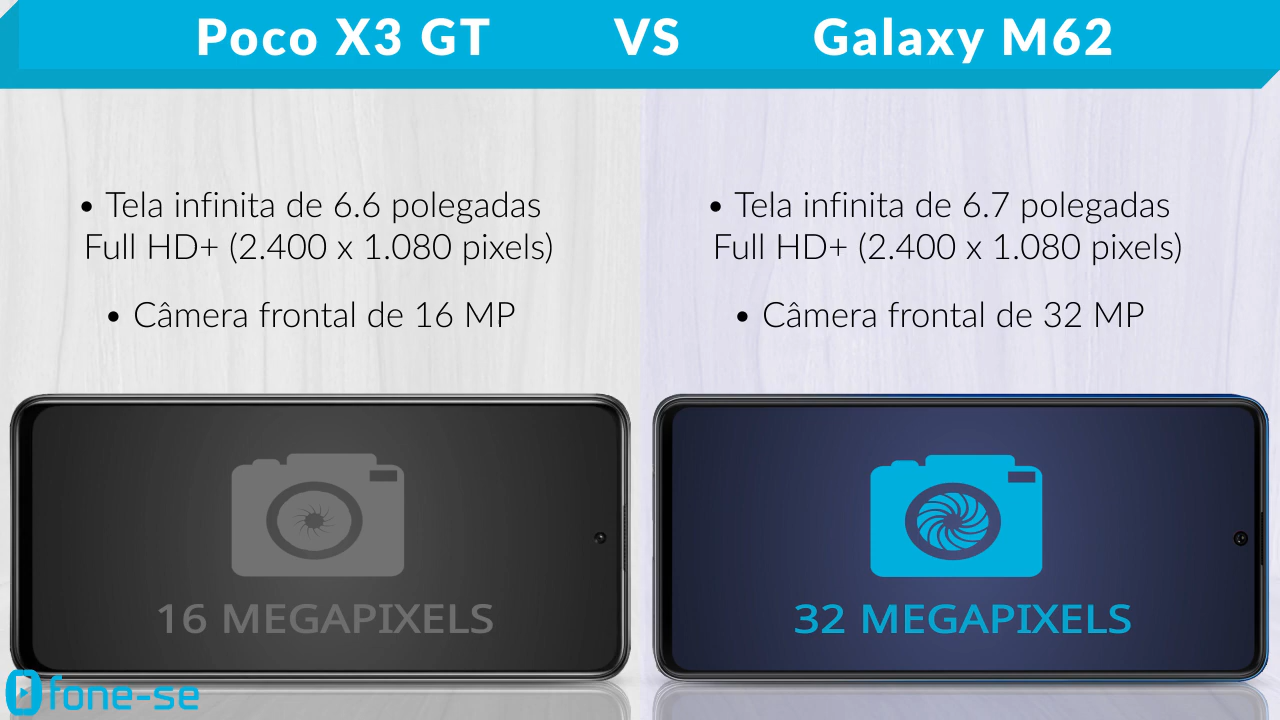 Poco X3 GT VS Galaxy M62
• Tela infinita de 6.6 polegadas
Full HD+ (2.400 x 1.080 pixels)
• Câmera frontal de 16 MP
• Tela infinita de 6.7 polegadas
Full HD+ (2.400 x 1.080 pixels)
• Câmera frontal de 32 MP
16 MEGAPIXELS
32 MEGAPIXELS
fone-se